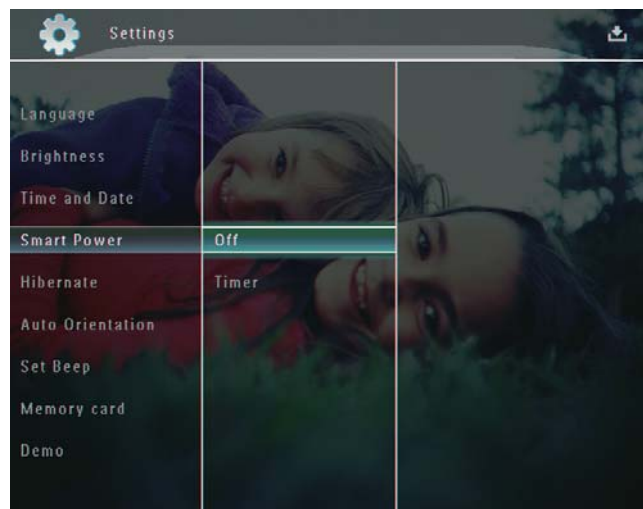 Settings
Language
Brightness
Time and Date
Smart Power
Off
Hibernate
Timer
Auto Orientation
Set Beep
Memory card
Demo